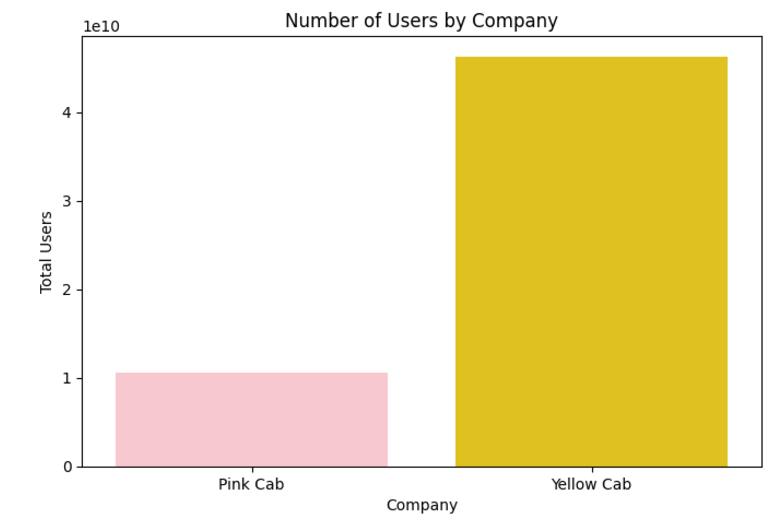 Number of Users by Company
1e10
4
3
2
1
0
Total Users
Pink Cab
Yellow Cab
Company